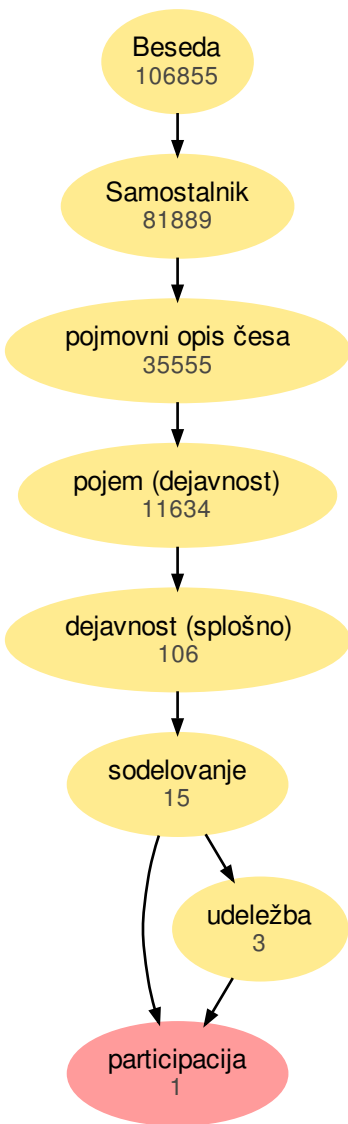 Beseda
106855
Samostalnik
81889
pojmovni opis česa
35555
pojem (dejavnost)
11634
dejavnost (splošno)
106
sodelovanje
15
udeležba
3
participacija
1